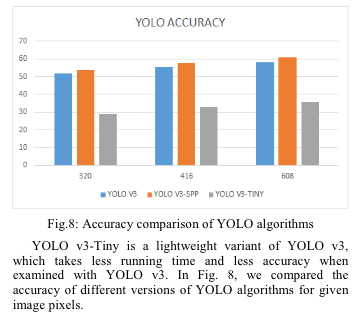 YOLO ACCURACY
70
60
50
40
30
20
10
0
320
416
608
YOLO V3
YOLO V3-SPP
YOLO V3-TINY
Fig.8: Accuracy comparison of YOLO algorithms
YOLO v3-Tiny is a lightweight variant of YOLO v3,
which takes less running time and less accuracy when
examined with YOLO v3. In Fig. 8, we compared the
accuracy of different versions of YOLO algorithms for given
image pixels.